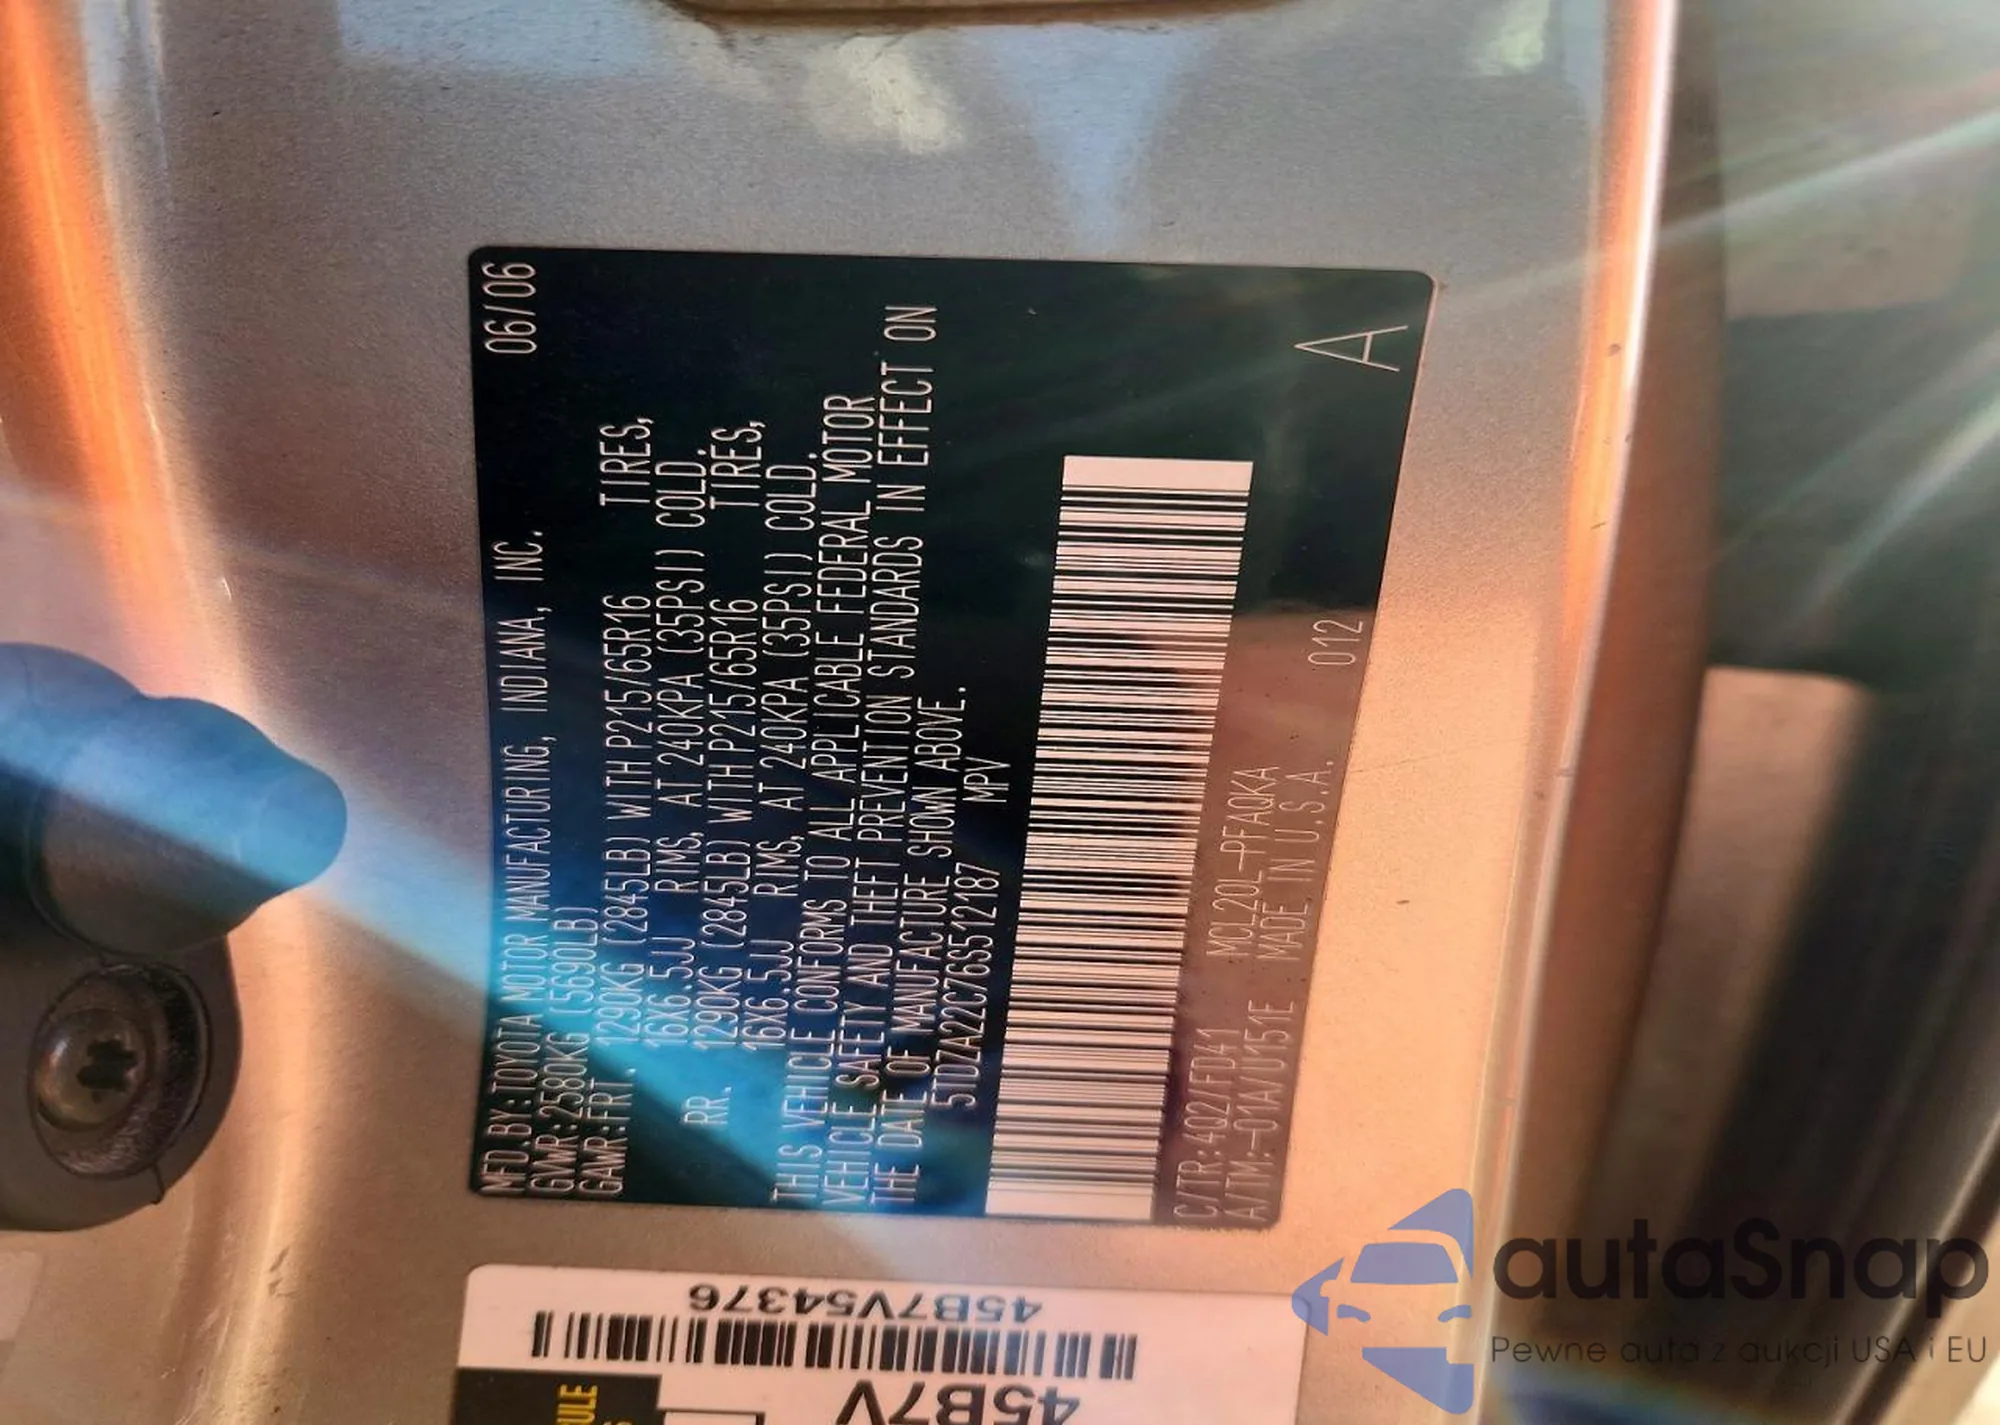 MFD.BY:TOYOTA MOTOR MANUFACTURING, INDIANA, INC. 06/06
GVWR:2580KG (5690LB)
GAWR:FRT. 1290KG (2845LB) WITH P215/65R16 TIRES,
16X6.5JJ RIMS, AT 240KPA (35PSI) COLD.
RR. 1290KG (2845LB) WITH P215/65R16 TIRES,
16X6.5JJ RIMS, AT 240KPA (35PSI) COLD.
THIS VEHICLE CONFORMS TO ALL APPLICABLE FEDERAL MOTOR
VEHICLE SAFETY AND THEFT PREVENTION STANDARDS IN EFFECT ON
THE DATE OF MANUFACTURE SHOWN ABOVE.
5TDZA22C76S512187 MPV
C/TR:4Q2/FD41 MCL20L-PFAQKA
A/TM:-01A/U151E MADE IN U.S.A. 012 A
45B7V54376
45B7V
autaSnap
Pewne auta z aukcji USA i EU